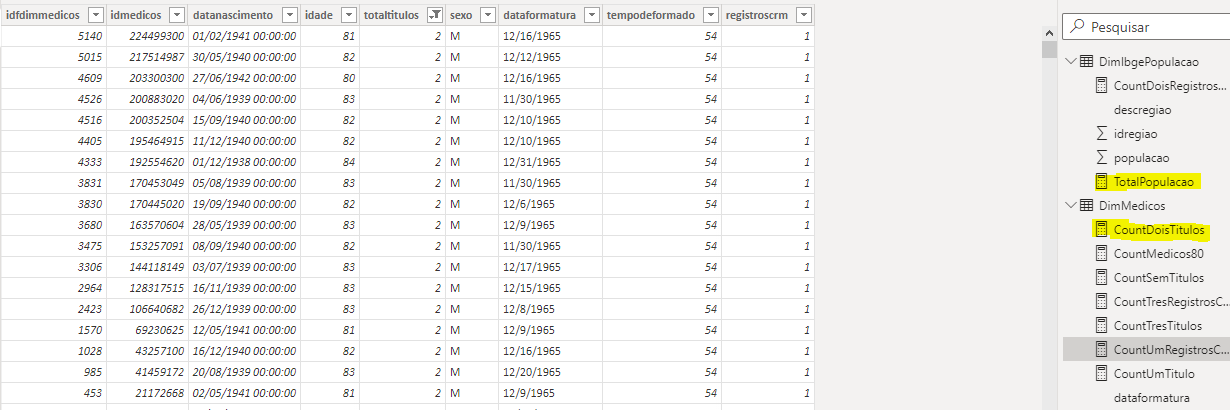 idfdimmedicos idmedicos datanascimento idade totaltitulos sexo dataformatura tempodeformado registroscrm
5140 224499300 01/02/1941 00:00:00 81 2 M 12/16/1965 54 1
5015 217514987 30/05/1940 00:00:00 82 2 M 12/12/1965 54 1
4609 203300300 27/06/1942 00:00:00 80 2 M 12/16/1965 54 1
4526 200883020 04/06/1939 00:00:00 83 2 M 11/30/1965 54 1
4516 200352504 15/09/1940 00:00:00 82 2 M 12/10/1965 54 1
4405 195464915 11/12/1940 00:00:00 82 2 M 12/10/1965 54 1
4333 192554620 01/12/1938 00:00:00 84 2 M 12/31/1965 54 1
3831 170453049 05/08/1939 00:00:00 83 2 M 11/30/1965 54 1
3830 170445020 19/09/1940 00:00:00 82 2 M 12/6/1965 54 1
3680 163570604 28/05/1939 00:00:00 83 2 M 12/9/1965 54 1
3475 153257091 08/09/1940 00:00:00 82 2 M 11/30/1965 54 1
3306 144118149 03/07/1939 00:00:00 83 2 M 12/17/1965 54 1
2964 128317515 16/11/1939 00:00:00 83 2 M 12/15/1965 54 1
2423 106640682 26/12/1939 00:00:00 83 2 M 12/8/1965 54 1
1570 69230625 12/05/1941 00:00:00 81 2 M 12/9/1965 54 1
1028 43257100 16/12/1940 00:00:00 82 2 M 12/16/1965 54 1
985 41459172 20/08/1939 00:00:00 83 2 M 12/20/1965 54 1
453 21172668 02/05/1941 00:00:00 81 2 M 12/9/1965 54 1
Pesquisar
DimIbgePopulacao
CountDoisRegistros...
descregiao
idregiao
populacao
TotalPopulacao
DimMedicos
CountDoisTitulos
CountMedicos80
CountSemTitulos
CountTresRegistrosC...
CountTresTitulos
CountUmRegistrosC...
CountUmTitulo
dataformatura